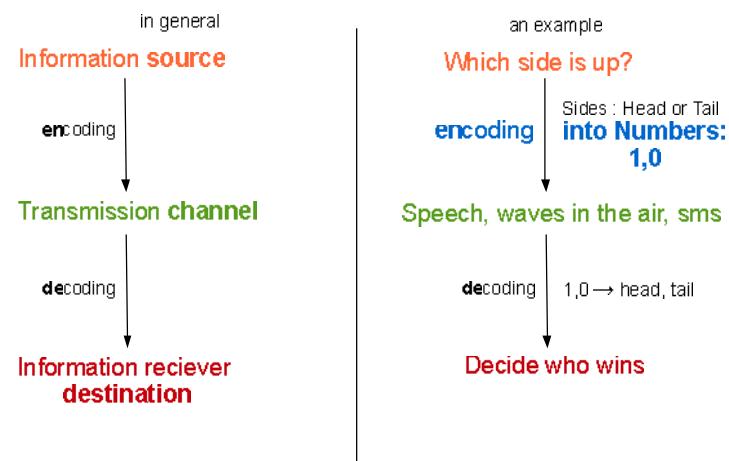 in general
Information source
encoding
Transmission channel
decoding
Information reciever
destination
an example
Which side is up?
encoding
Sides : Head or Tail
into Numbers:
1,0
Speech, waves in the air, sms
decoding
1,0 → head, tail
Decide who wins